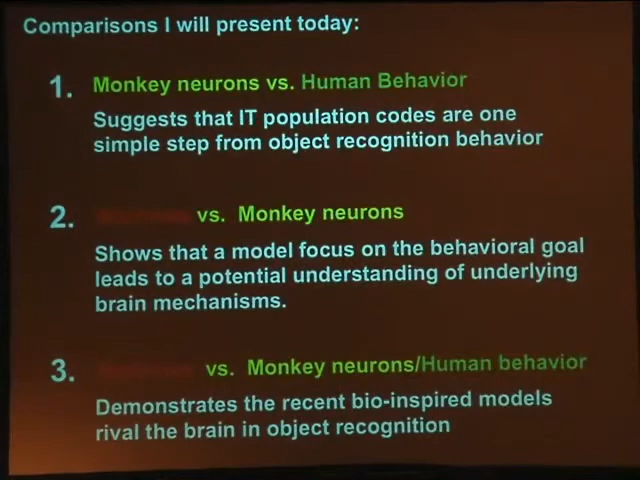 Comparisons I will present today:
1. Monkey neurons vs. Human Behavior
Suggests that IT population codes are one
simple step from object recognition behavior
2. vs. Monkey neurons
Shows that a model focus on the behavioral goal
leads to a potential understanding of underlying
brain mechanisms.
3. vs. Monkey neurons/Human behavior
Demonstrates the recent bio-inspired models
rival the brain in object recognition